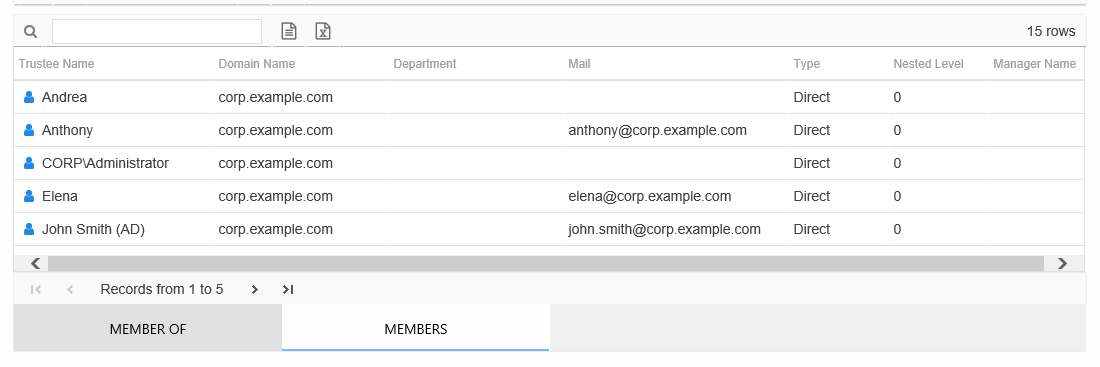 15 rows
Trustee Name Domain Name Department Mail Type Nested Level Manager Name
Andrea corp.example.com Direct 0
Anthony corp.example.com anthony@corp.example.com Direct 0
CORP\Administrator corp.example.com Direct 0
Elena corp.example.com elena@corp.example.com Direct 0
John Smith (AD) corp.example.com john.smith@corp.example.com Direct 0
Records from 1 to 5
MEMBER OF MEMBERS